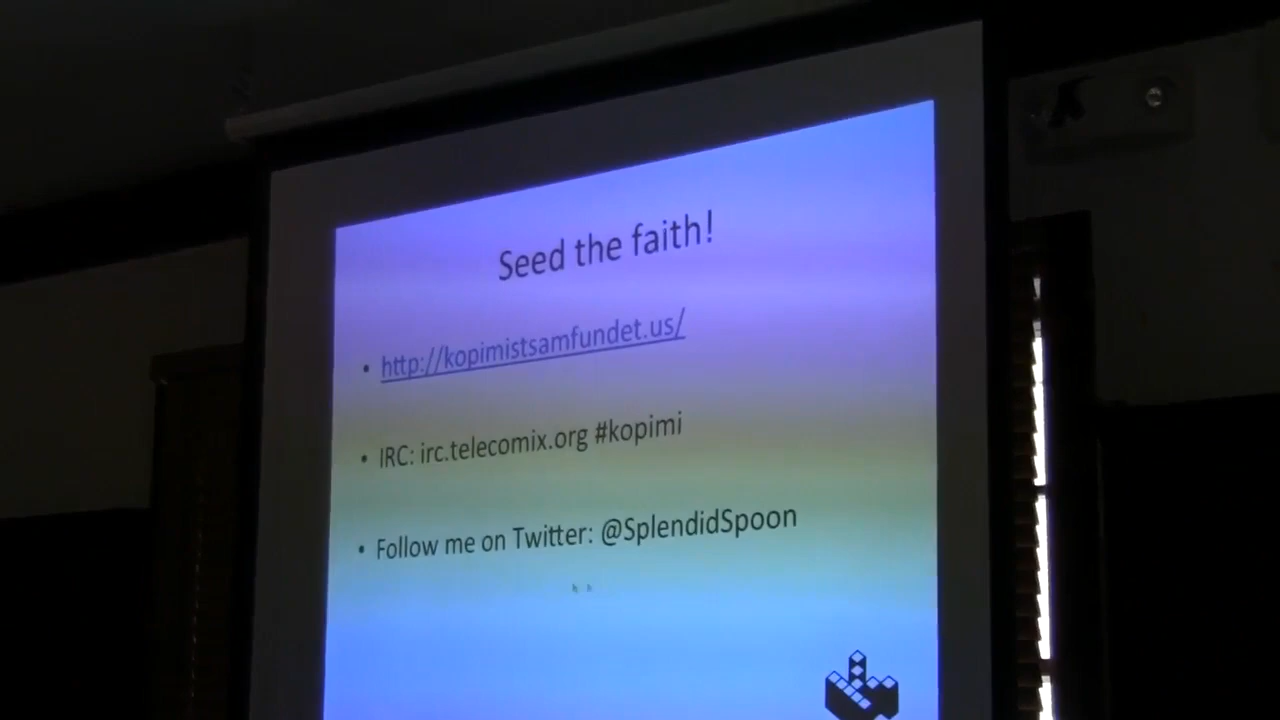 Seed the faith!
• http://kopimistsamfundet.us/
• IRC: irc.telecomix.org #kopimi
• Follow me on Twitter: @SplendidSpoon